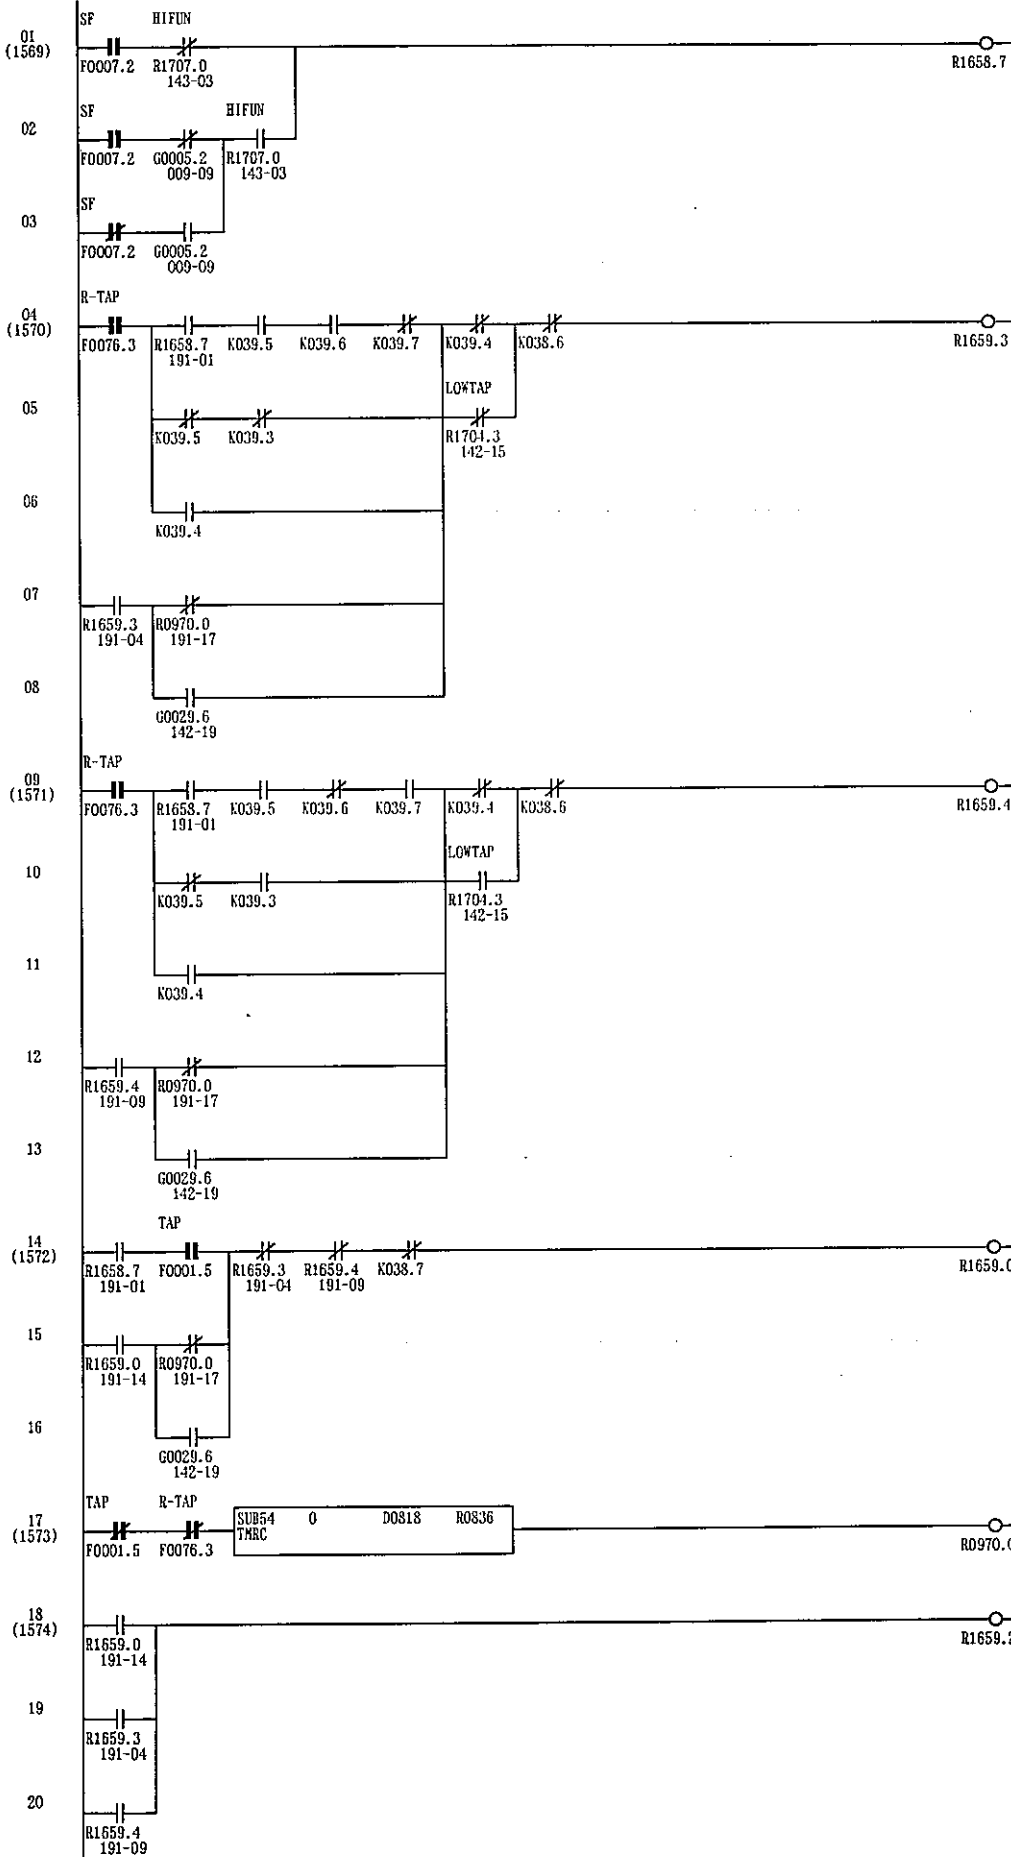 SF HIFUN
01
(1569)
F0007.2 R1707.0 R1658.7
143-03
SF HIFUN
02
F0007.2 G0005.2 R1707.0
009-09 143-03
SF
03
F0007.2 G0005.2
009-09
R-TAP
04
(1570)
F0076.3 R1658.7 K039.5 K039.6 K039.7 K039.4 K038.6 R1659.3
191-01
LOWTAP
05
K039.5 K039.3 R1704.3
142-15
06
K039.4
07
R1659.3 R0970.0
191-04 191-17
08
G0029.6
142-19
R-TAP
09
(1571)
F0076.3 R1658.7 K039.5 K039.6 K039.7 K039.4 K038.6 R1659.4
191-01
LOWTAP
10
K039.5 K039.3 R1704.3
142-15
11
K039.4
12
R1659.4 R0970.0
191-09 191-17
13
G0029.6
142-19
TAP
14
(1572)
R1658.7 F0001.5 R1659.3 R1659.4 K038.7 R1659.0
191-01 191-04 191-09
15
R1659.0 R0970.0
191-14 191-17
16
G0029.6
142-19
TAP R-TAP
17
(1573)
SUB54 0 D0818 R0836
TMRC
F0001.5 F0076.3 R0970.0
18
(1574)
R1659.0 R1659.2
191-14
19
R1659.3
191-04
20
R1659.4
191-09